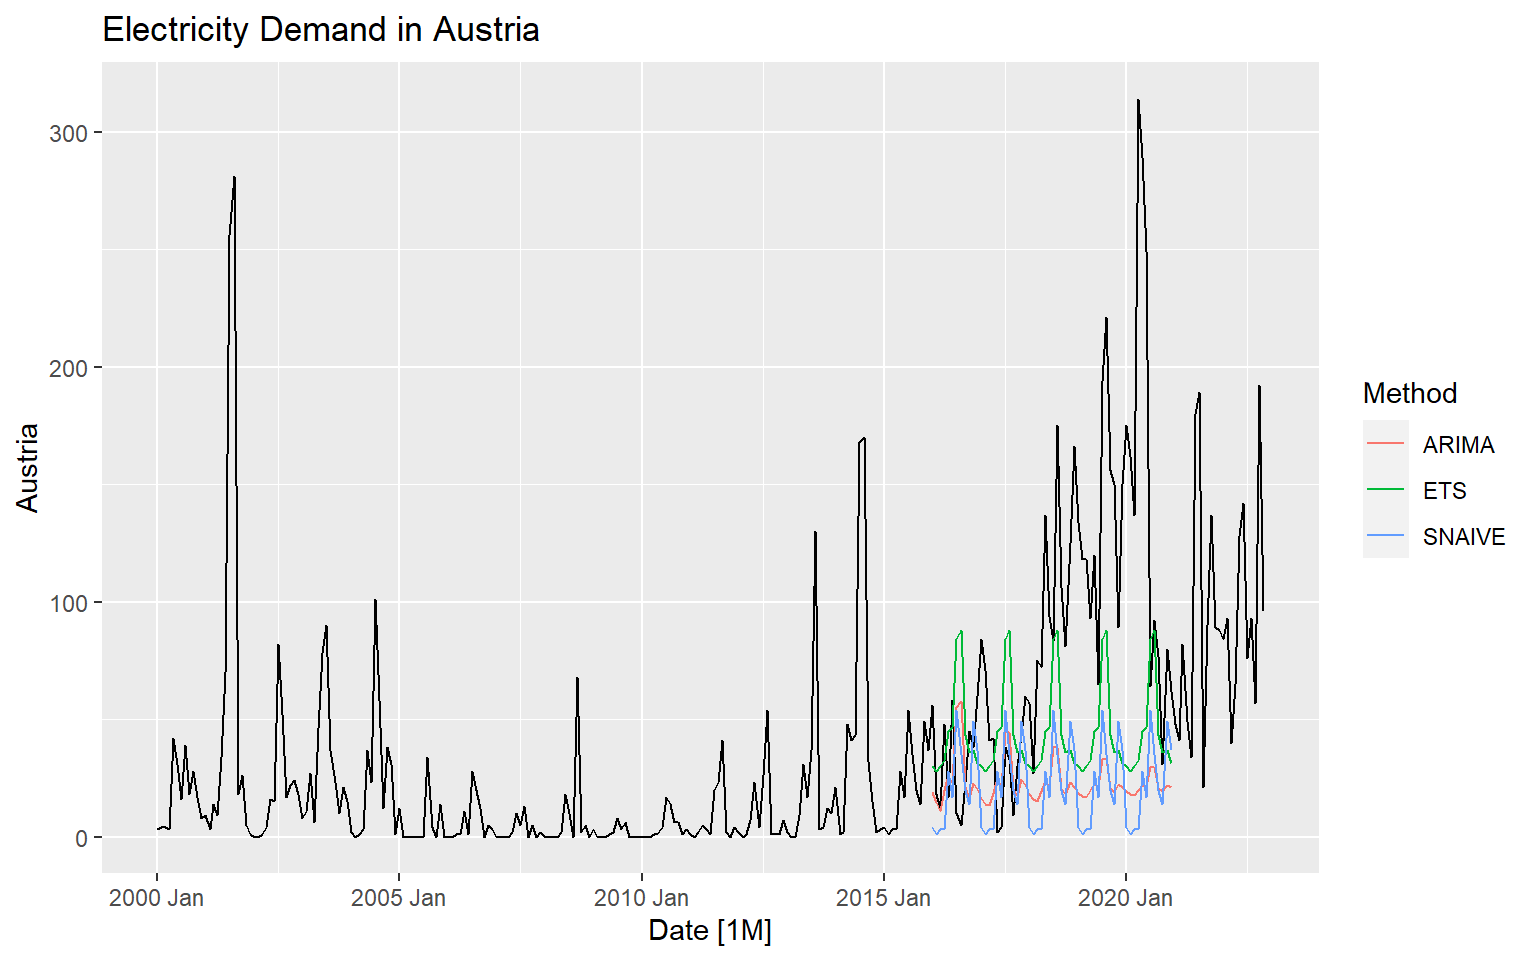 Electricity Demand in Austria
300
200
100
0
Austria
2000 Jan
2005 Jan
2010 Jan
2015 Jan
2020 Jan
Date [1M]
Method
ARIMA
ETS
SNAIVE